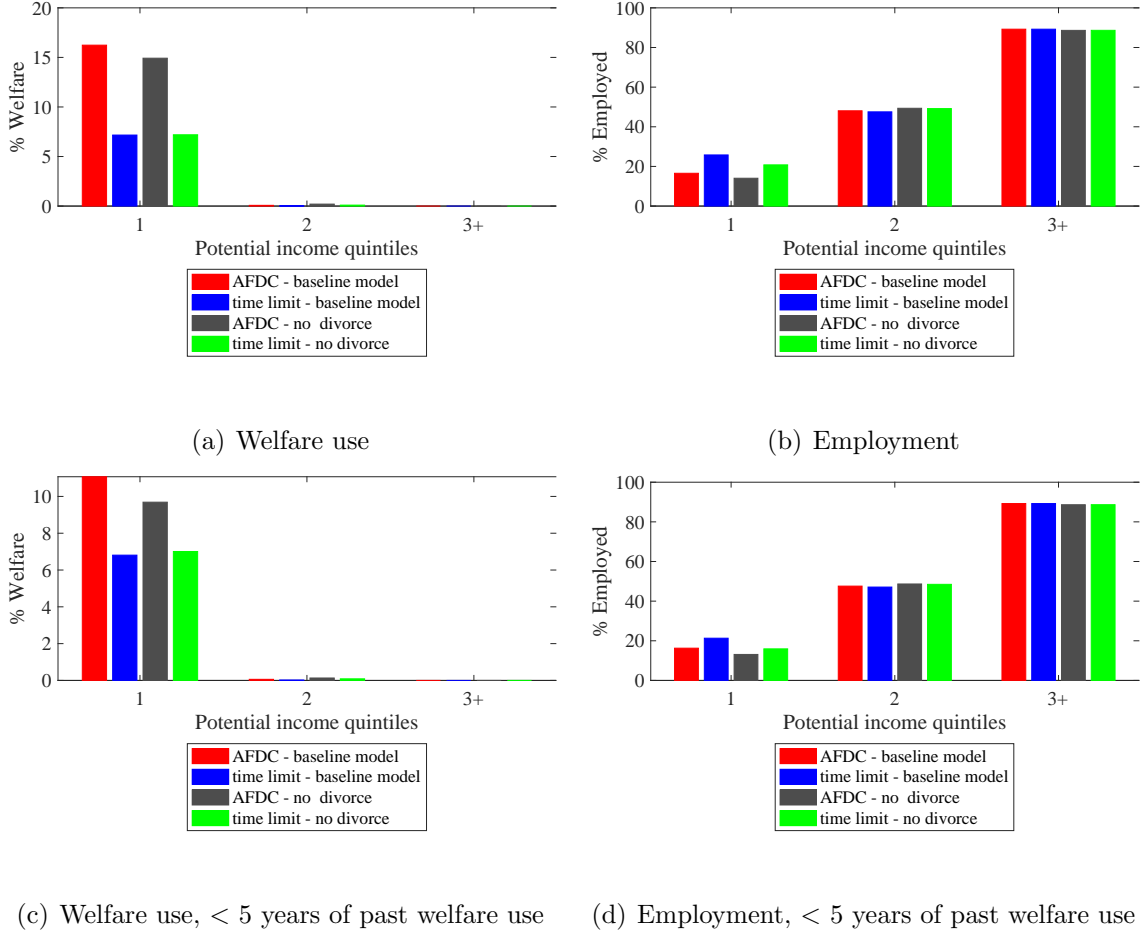 20
15
10
5
0
% Welfare
1
2
3+
Potential income quintiles
AFDC - baseline model
time limit - baseline model
AFDC - no divorce
time limit - no divorce
(a) Welfare use
100
80
60
40
20
0
% Employed
1
2
3+
Potential income quintiles
AFDC - baseline model
time limit - baseline model
AFDC - no divorce
time limit - no divorce
(b) Employment
10
8
6
4
2
0
% Welfare
1
2
3+
Potential income quintiles
AFDC - baseline model
time limit - baseline model
AFDC - no divorce
time limit - no divorce
(c) Welfare use, < 5 years of past welfare use
100
80
60
40
20
0
% Employed
1
2
3+
Potential income quintiles
AFDC - baseline model
time limit - baseline model
AFDC - no divorce
time limit - no divorce
(d) Employment, < 5 years of past welfare use